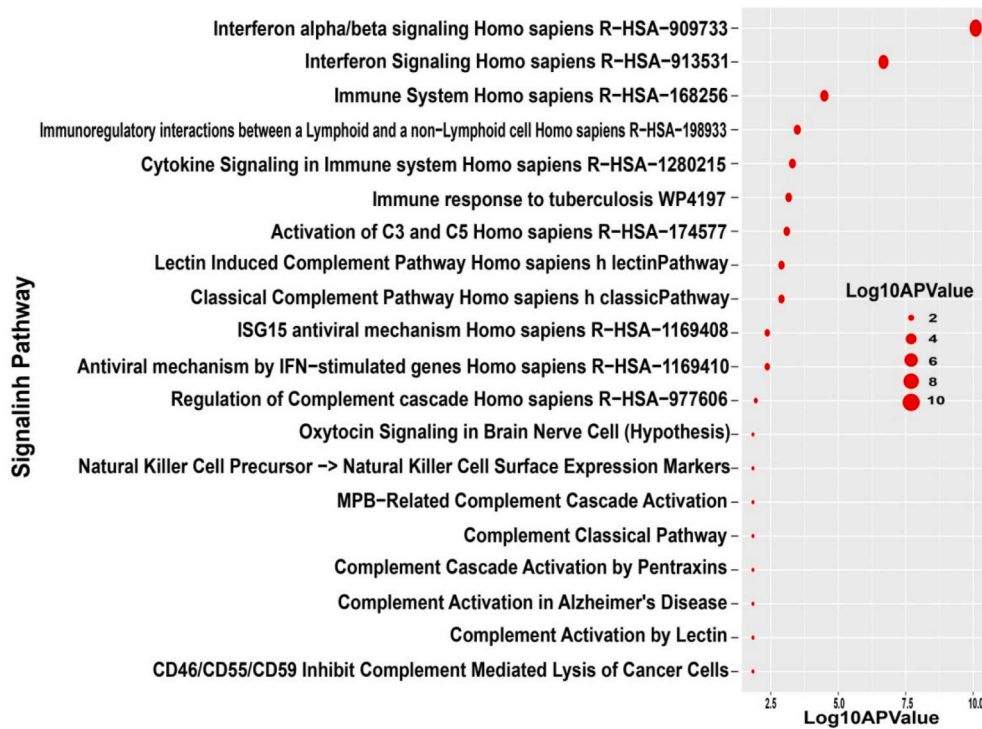 Signalinh Pathway
Interferon alpha/beta signaling Homo sapiens R−HSA−909733
Interferon Signaling Homo sapiens R−HSA−913531
Immune System Homo sapiens R−HSA−168256
Immunoregulatory interactions between a Lymphoid and a non−Lymphoid cell Homo sapiens R−HSA−198933
Cytokine Signaling in Immune system Homo sapiens R−HSA−1280215
Immune response to tuberculosis WP4197
Activation of C3 and C5 Homo sapiens R−HSA−174577
Lectin Induced Complement Pathway Homo sapiens h lectinPathway
Classical Complement Pathway Homo sapiens h classicPathway
ISG15 antiviral mechanism Homo sapiens R−HSA−1169408
Antiviral mechanism by IFN−stimulated genes Homo sapiens R−HSA−1169410
Regulation of Complement cascade Homo sapiens R−HSA−977606
Oxytocin Signaling in Brain Nerve Cell (Hypothesis)
Natural Killer Cell Precursor −> Natural Killer Cell Surface Expression Markers
MPB−Related Complement Cascade Activation
Complement Classical Pathway
Complement Cascade Activation by Pentraxins
Complement Activation in Alzheimer's Disease
Complement Activation by Lectin
CD46/CD55/CD59 Inhibit Complement Mediated Lysis of Cancer Cells
Log10APValue
2
4
6
8
10
2.5 5.0 7.5 10.0
Log10APValue